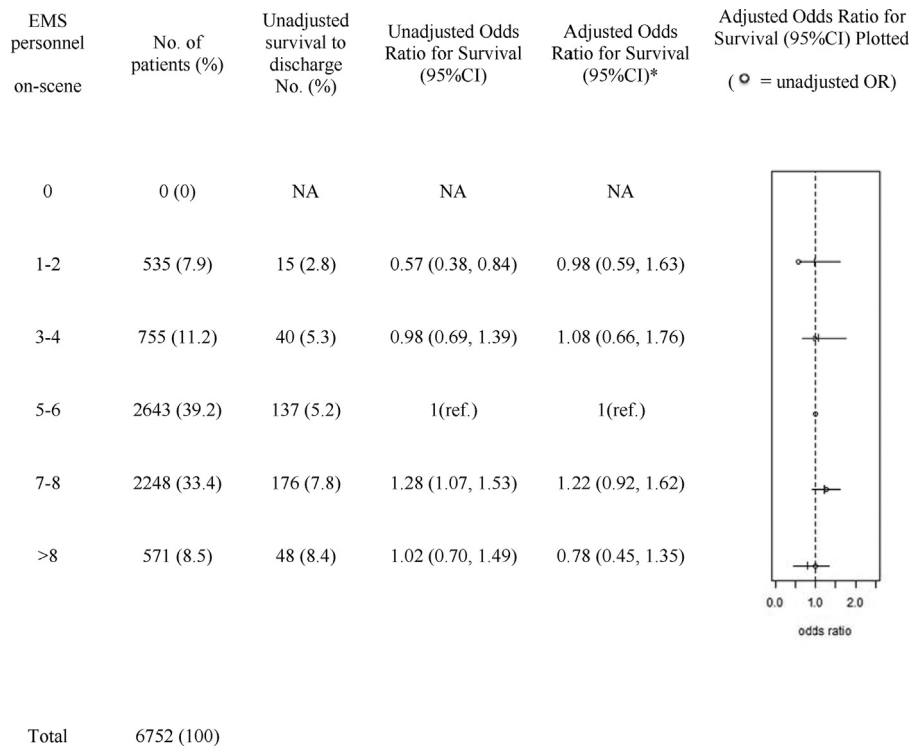 EMS personnel on-scene
No. of patients (%)
Unadjusted survival to discharge No. (%)
Unadjusted Odds Ratio for Survival (95%CI)
Adjusted Odds Ratio for Survival (95%CI)*
Adjusted Odds Ratio for Survival (95%CI) Plotted
( = unadjusted OR)
0 0 (0) NA NA NA
1-2 535 (7.9) 15 (2.8) 0.57 (0.38, 0.84) 0.98 (0.59, 1.63)
3-4 755 (11.2) 40 (5.3) 0.98 (0.69, 1.39) 1.08 (0.66, 1.76)
5-6 2643 (39.2) 137 (5.2) 1(ref.) 1(ref.)
7-8 2248 (33.4) 176 (7.8) 1.28 (1.07, 1.53) 1.22 (0.92, 1.62)
>8 571 (8.5) 48 (8.4) 1.02 (0.70, 1.49) 0.78 (0.45, 1.35)
0.0 1.0 2.0
odds ratio
Total 6752 (100)